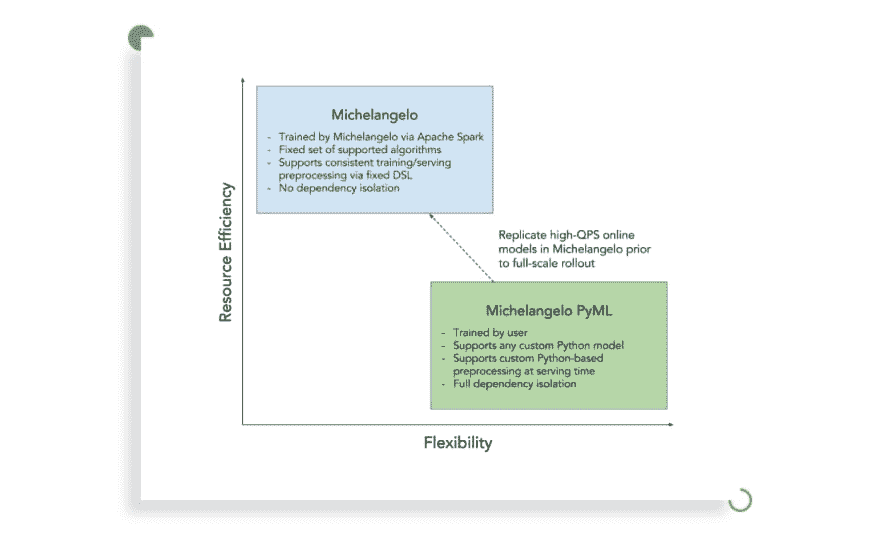 Michelangelo
- Trained by Michelangelo via Apache Spark
- Fixed set of supported algorithms
- Supports consistent training/serving
preprocessing via fixed DSL
- No dependency isolation
Resource Efficiency
Replicate high-QPS online
models in Michelangelo prior
to full-scale rollout
Michelangelo PyML
- Trained by user
- Supports any custom Python model
- Supports custom Python-based
preprocessing at serving time
- Full dependency isolation
Flexibility